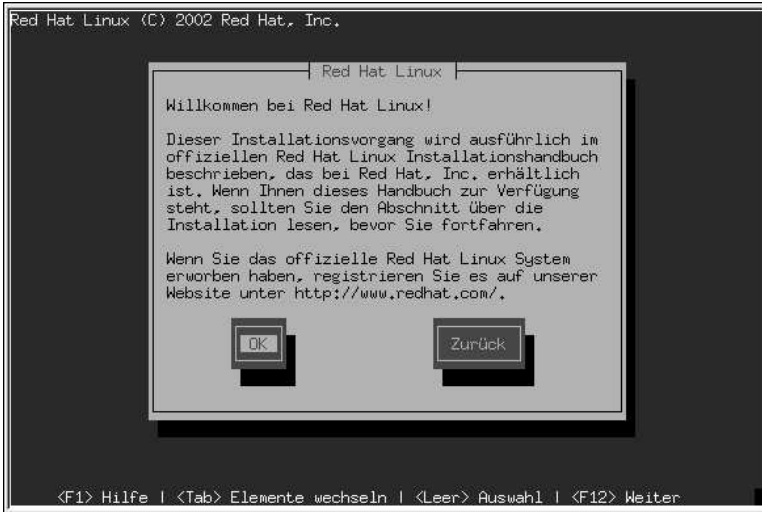 Red Hat Linux (C) 2002 Red Hat, Inc.
Red Hat Linux
Willkommen bei Red Hat Linux!
Dieser Installationsvorgang wird ausführlich im
offiziellen Red Hat Linux Installationshandbuch
beschrieben, das bei Red Hat, Inc. erhältlich
ist. Wenn Ihnen dieses Handbuch zur Verfügung
steht, sollten Sie den Abschnitt über die
Installation lesen, bevor Sie fortfahren.
Wenn Sie das offizielle Red Hat Linux System
erworben haben, registrieren Sie es auf unserer
Website unter http://www.redhat.com/.
OK Zurück
<F1> Hilfe | <Tab> Elemente wechseln | <Leer> Auswahl | <F12> Weiter